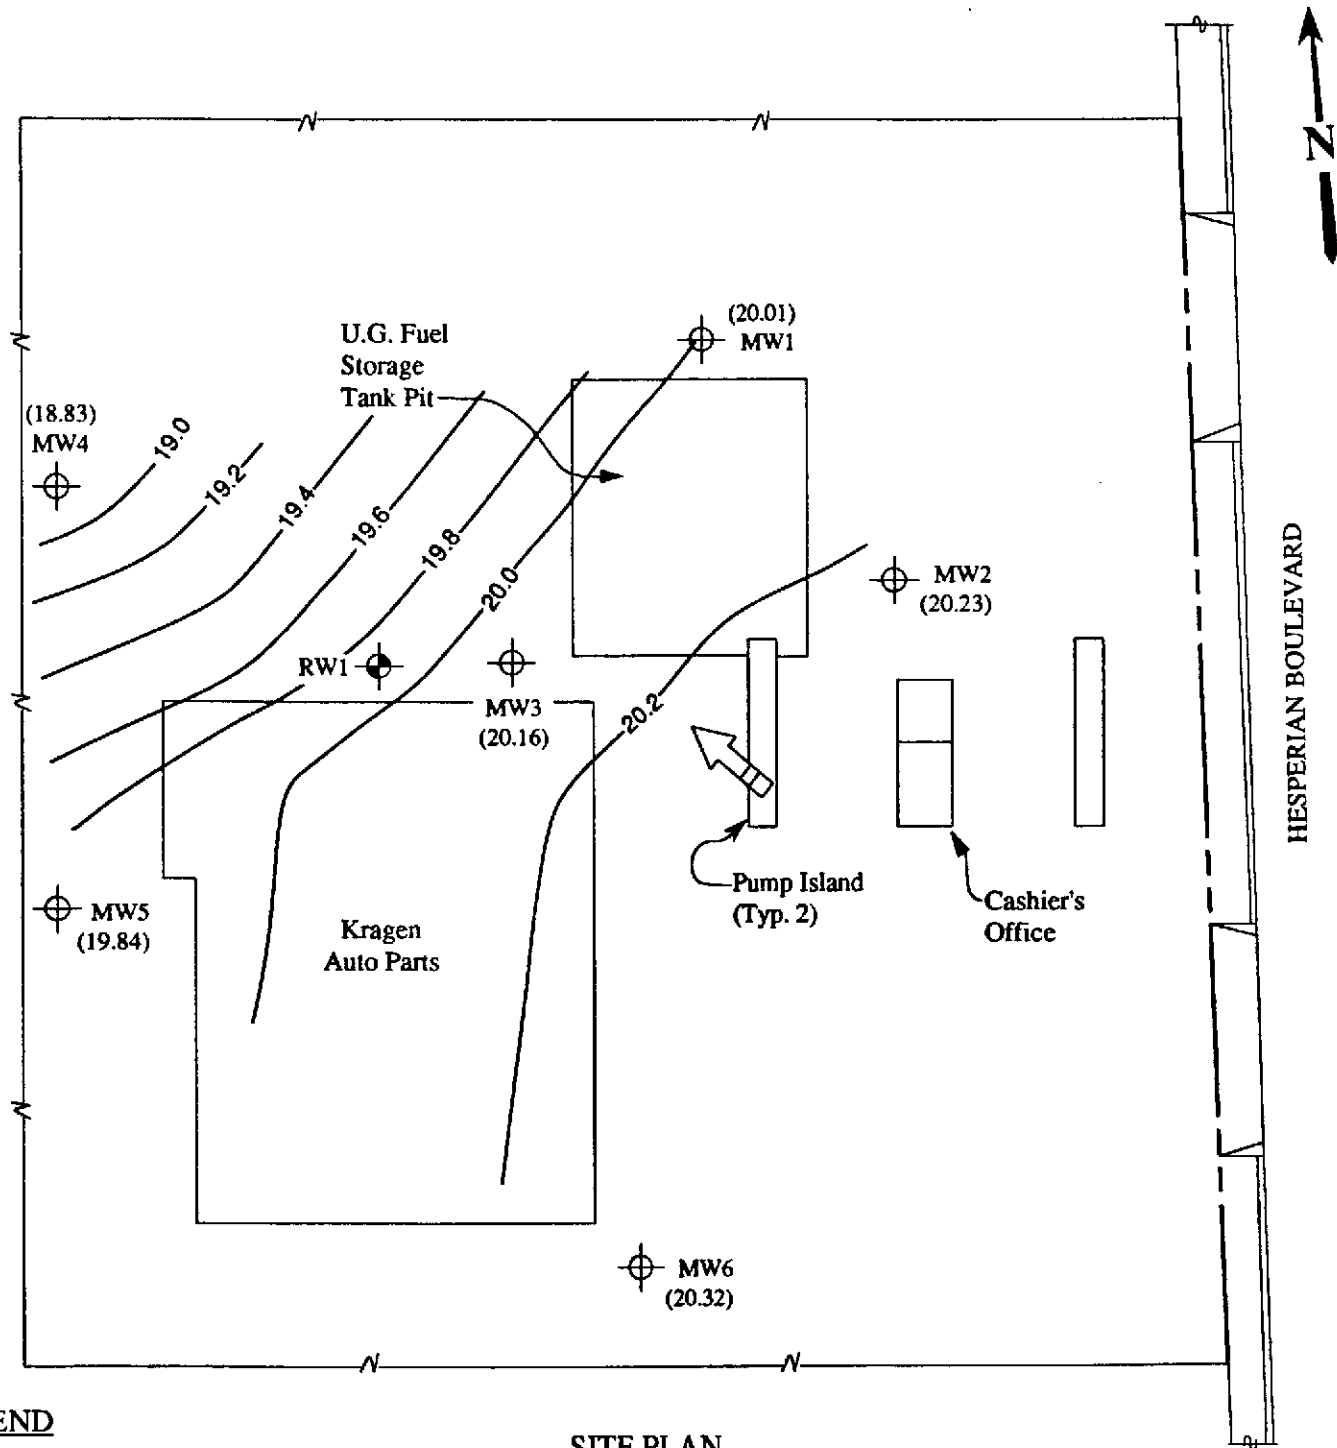 N
(20.01)
MW1
U.G. Fuel
Storage
Tank Pit
(18.83)
MW4
19.0
19.2
19.4
19.6
19.8
20.0
MW2
(20.23)
HESPERIAN BOULEVARD
RW1
MW3
(20.16)
20.2
Pump Island
(Typ. 2)
Cashier's
Office
MW5
(19.84)
Kragen
Auto Parts
MW6
(20.32)
END
SITE PLAN